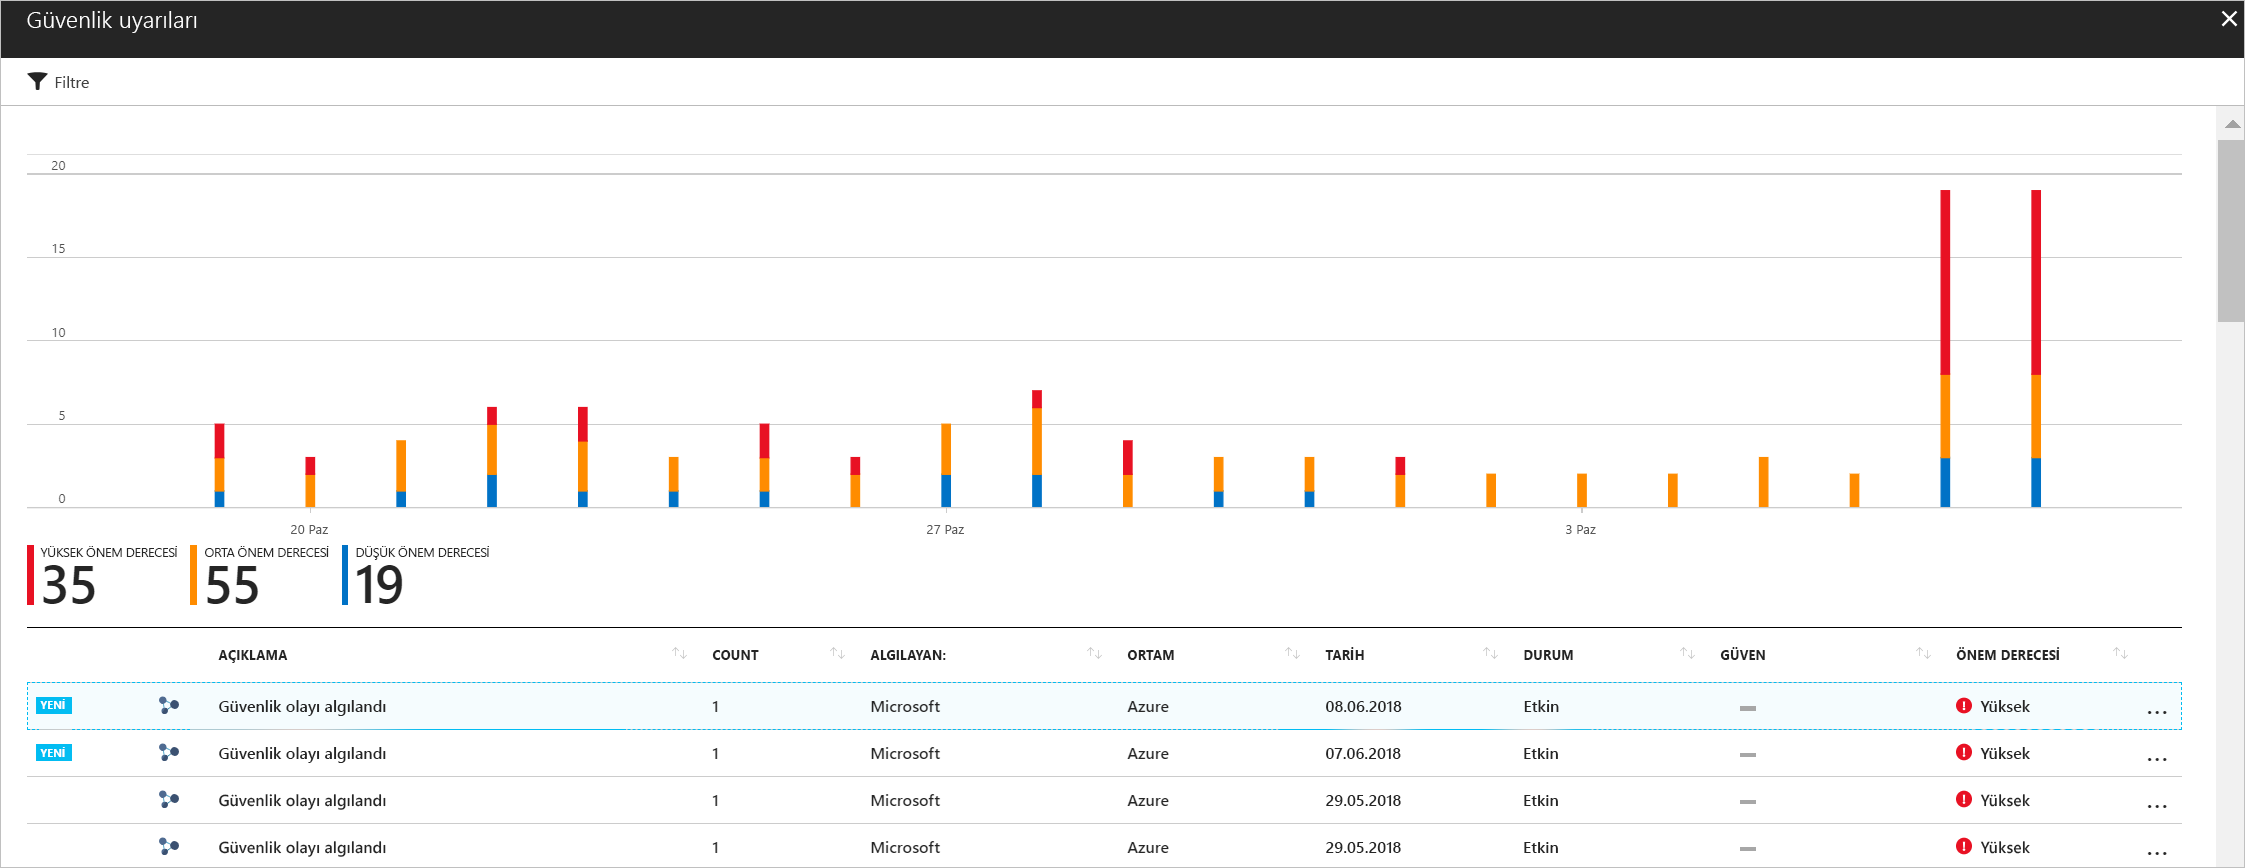 Güvenlik uyarıları
Filtre
20
15
10
5
0
20 Paz 27 Paz 3 Paz
YÜKSEK ÖNEM DERECESİ ORTA ÖNEM DERECESİ DÜŞÜK ÖNEM DERECESİ
35 55 19
AÇIKLAMA COUNT ALGILAYAN: ORTAM TARİH DURUM GÜVEN ÖNEM DERECESİ
YENİ Güvenlik olayı algılandı 1 Microsoft Azure 08.06.2018 Etkin Yüksek ...
YENİ Güvenlik olayı algılandı 1 Microsoft Azure 07.06.2018 Etkin Yüksek ...
Güvenlik olayı algılandı 1 Microsoft Azure 29.05.2018 Etkin Yüksek ...
Güvenlik olayı algılandı 1 Microsoft Azure 29.05.2018 Etkin Yüksek ...